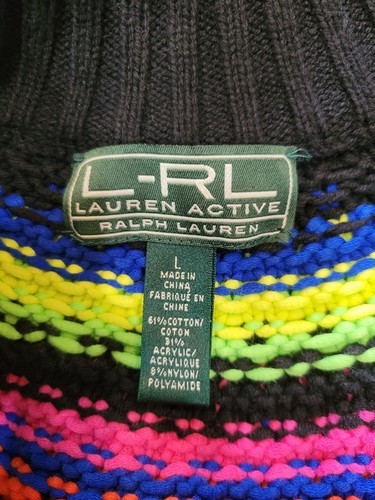 L-RL
LAUREN ACTIVE
RALPH LAUREN
L
MADE IN
CHINA
FABRIQUÉ EN
CHINE
61%COTTON/
COTON
31%
ACRYLIC/
ACRYLIQUE
8%NYLON/
POLYAMIDE